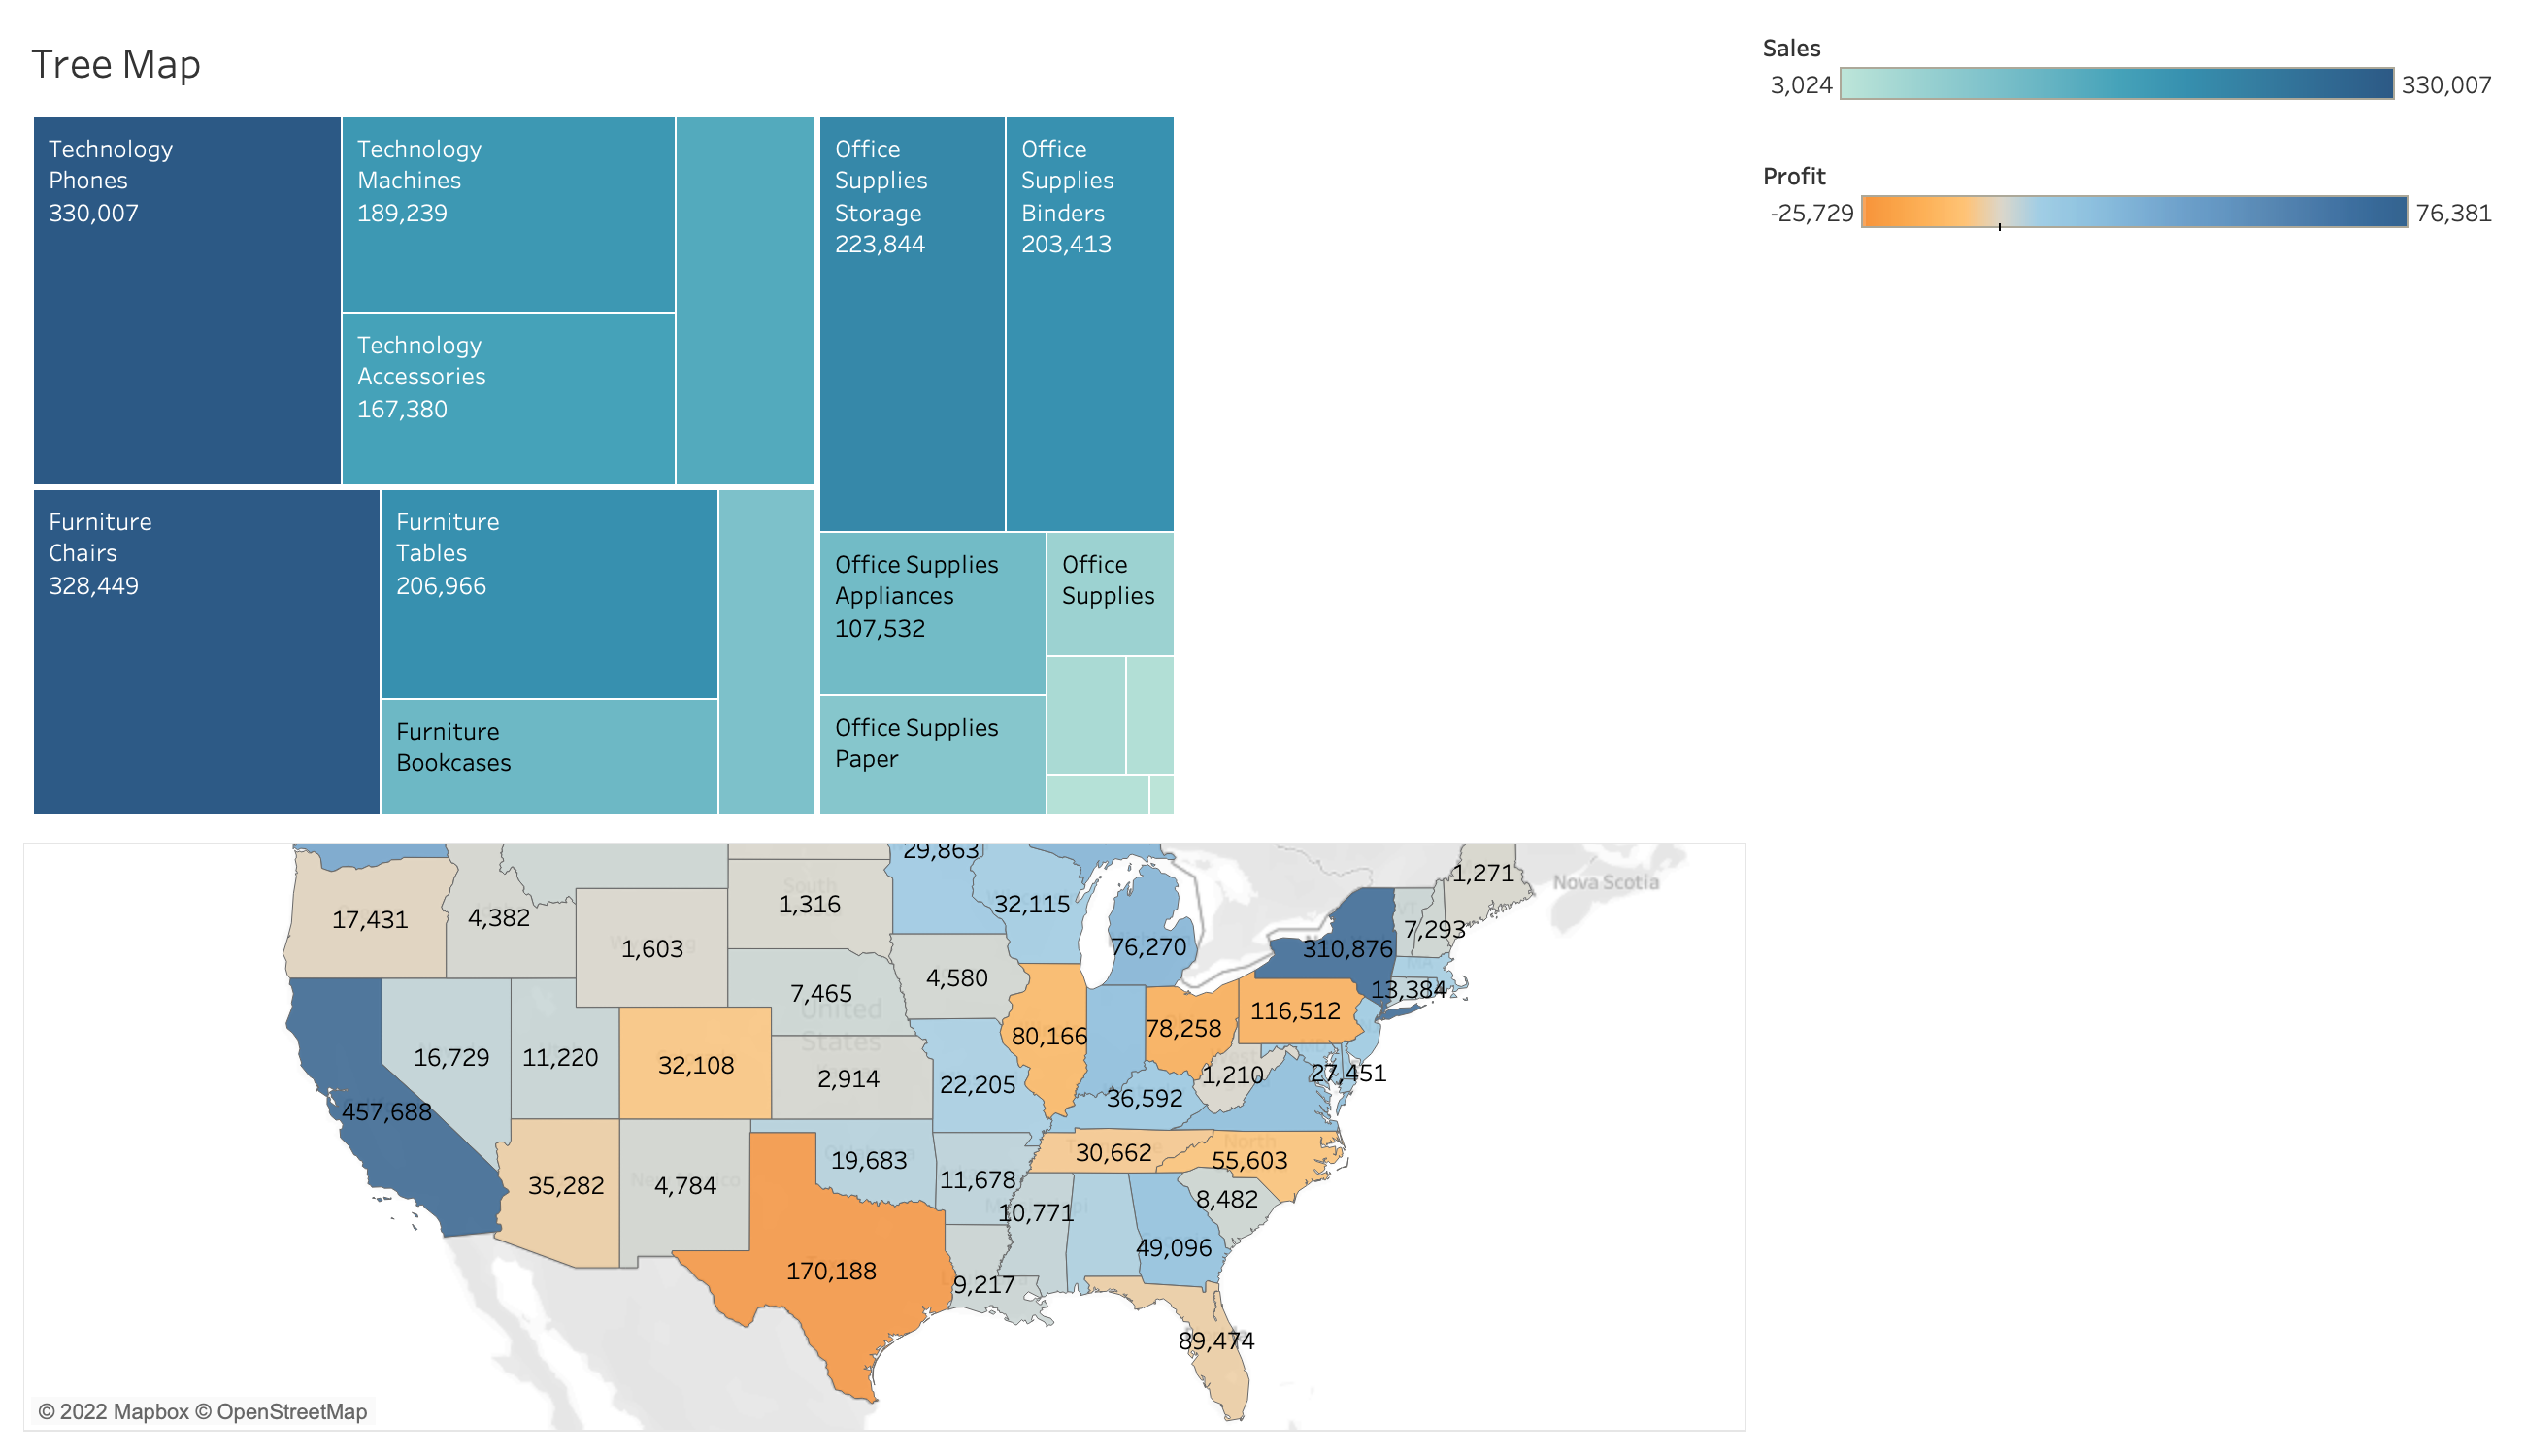 Tree Map
Sales
3,024
330,007
Profit
-25,729
76,381
Technology
Phones
330,007
Technology
Machines
189,239
Technology
Accessories
167,380
Office
Supplies
Storage
223,844
Office
Supplies
Binders
203,413
Furniture
Chairs
328,449
Furniture
Tables
206,966
Furniture
Bookcases
Office Supplies
Appliances
107,532
Office
Supplies
Office Supplies
Paper
29,863
1,271
Nova Scotia
South
17,431
4,382
1,316
32,115
7,293
1,603
76,270
310,876
4,580
7,465
13,384
United
States
116,512
80,166
78,258
16,729
11,220
32,108
2,914
22,205
West
1,210
27,451
36,592
457,688
North
30,662
55,603
19,683
11,678
35,282
4,784
8,482
10,771
49,096
170,188
9,217
89,474
© 2022 Mapbox © OpenStreetMap